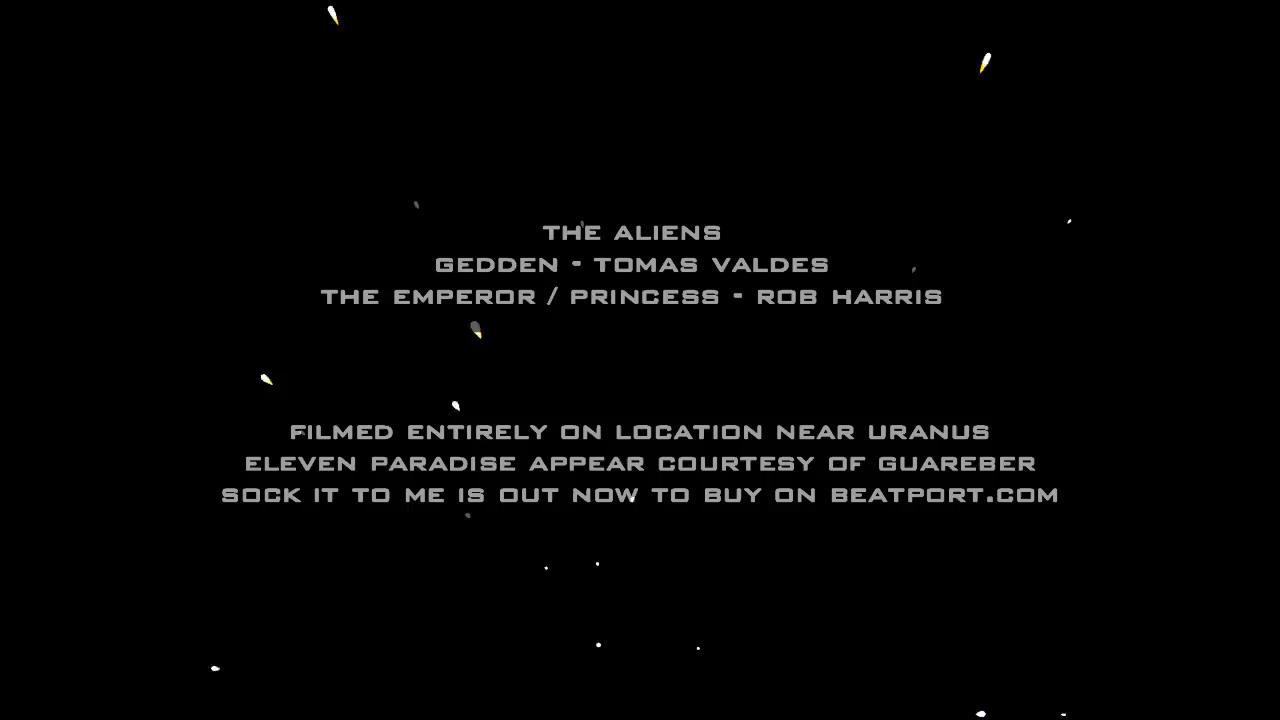 THE ALIENS
GEDDEN - TOMAS VALDES
THE EMPEROR / PRINCESS - ROB HARRIS
FILMED ENTIRELY ON LOCATION NEAR URANUS
ELEVEN PARADISE APPEAR COURTESY OF GUAREBER
SOCK IT TO ME IS OUT NOW TO BUY ON BEATPORT.COM